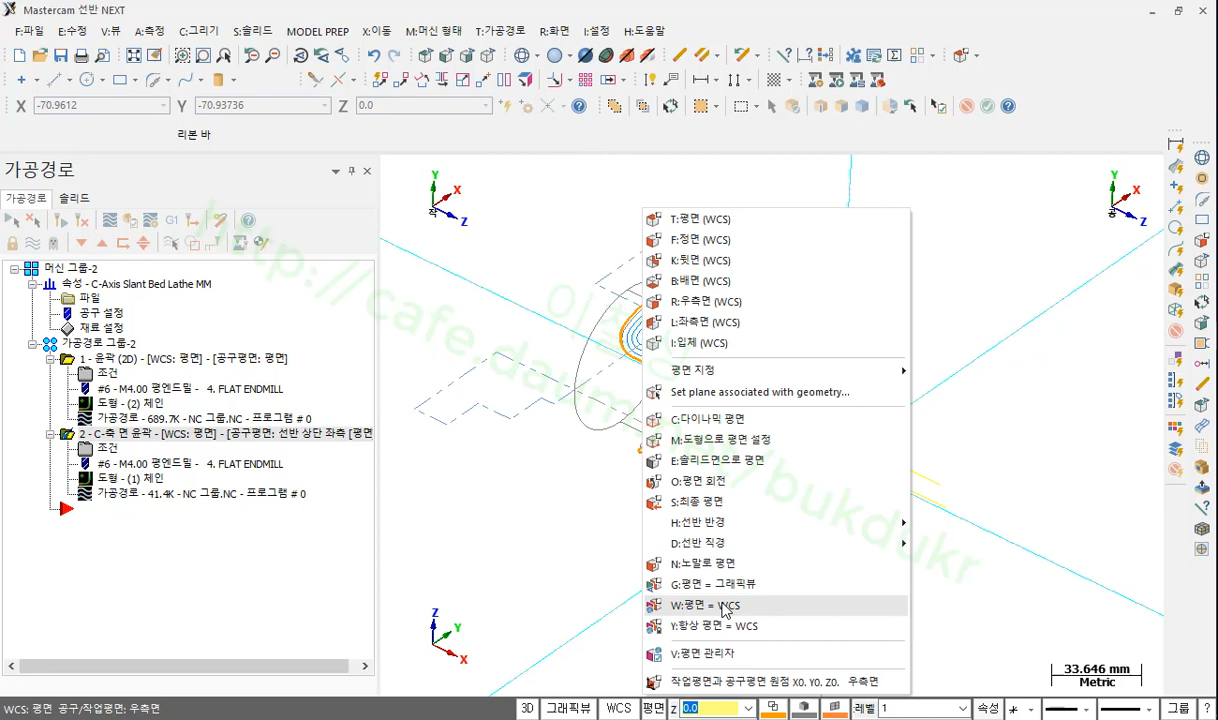 Mastercam 선반 NEXT
F:파일 E:수정 V:뷰 A:측정 C:그리기 S:솔리드 MODEL PREP X:이동 M:머신 형태 T:가공경로 R:화면 I:설정 H:도움말
X -70.9612 Y -70.93736 Z 0.0
리본 바
가공경로
가공경로 솔리드
G1
머신 그룹-2
속성 - C-Axis Slant Bed Lathe MM
파일
공구 설정
재료 설정
가공경로 그룹-2
1 - 윤곽 (2D) - [WCS: 평면] - [공구평면: 평면]
조건
#6 - M4.00 평엔드밀 - 4. FLAT ENDMILL
도형 - (2) 체인
가공경로 - 689.7K - NC 그룹.NC - 프로그램 # 0
2 - C-축 면 윤곽 - [WCS: 평면] - [공구평면: 선반 상단 좌측 [평면
조건
#6 - M4.00 평엔드밀 - 4. FLAT ENDMILL
도형 - (1) 체인
가공경로 - 41.4K - NC 그룹.NC - 프로그램 # 0
Y X 작 Z
Y X 공 Z
Z Y X
http://cafe.daum.net/bukdukr
T:평면 (WCS)
F:정면 (WCS)
K:뒷면 (WCS)
B:배면 (WCS)
R:우측면 (WCS)
L:좌측면 (WCS)
I:입체 (WCS)
평면 지정
Set plane associated with geometry...
C:다이나믹 평면
M:도형으로 평면 설정
E:솔리드면으로 평면
O:평면 회전
S:최종 평면
H:선반 반경
D:선반 직경
N:노말로 평면
G:평면 = 그래픽뷰
W:평면 = WCS
Y:항상 평면 = WCS
V:평면 관리자
작업평면과 공구평면 원점 X0. Y0. Z0. 우측면
33.646 mm
Metric
WCS: 평면 공구/작업평면: 우측면 3D 그래픽뷰 WCS 평면 Z 0.0 레벨 1 속성 그룹